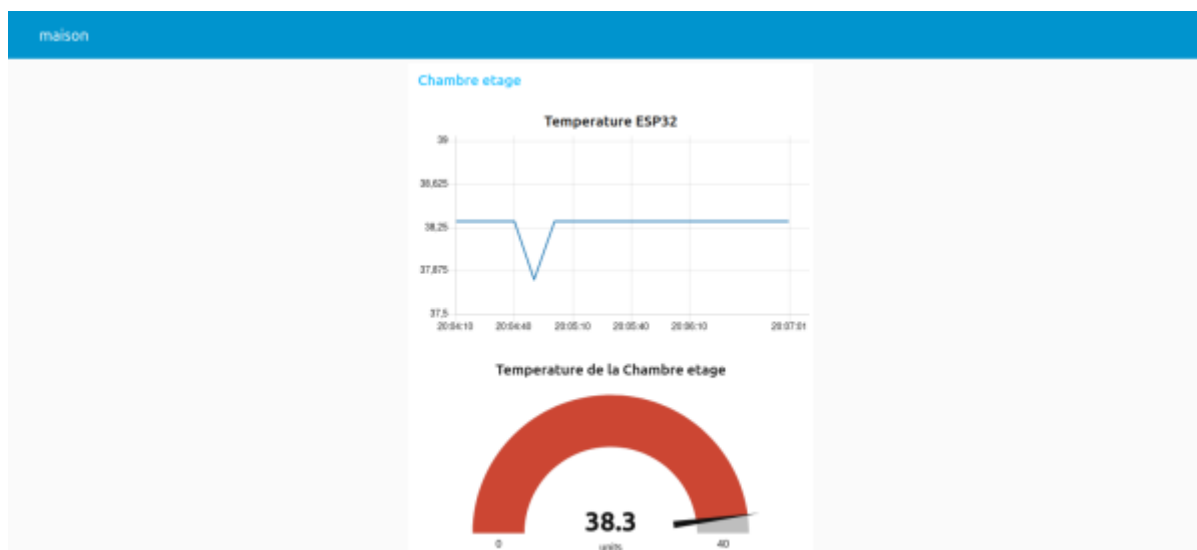 maison
Chambre etage
Temperature ESP32
39
38,625
38,25
37,875
37,5
20:04:10 20:04:40 20:05:10 20:05:40 20:06:10 20:07:01
Temperature de la Chambre etage
38.3
0 units 40